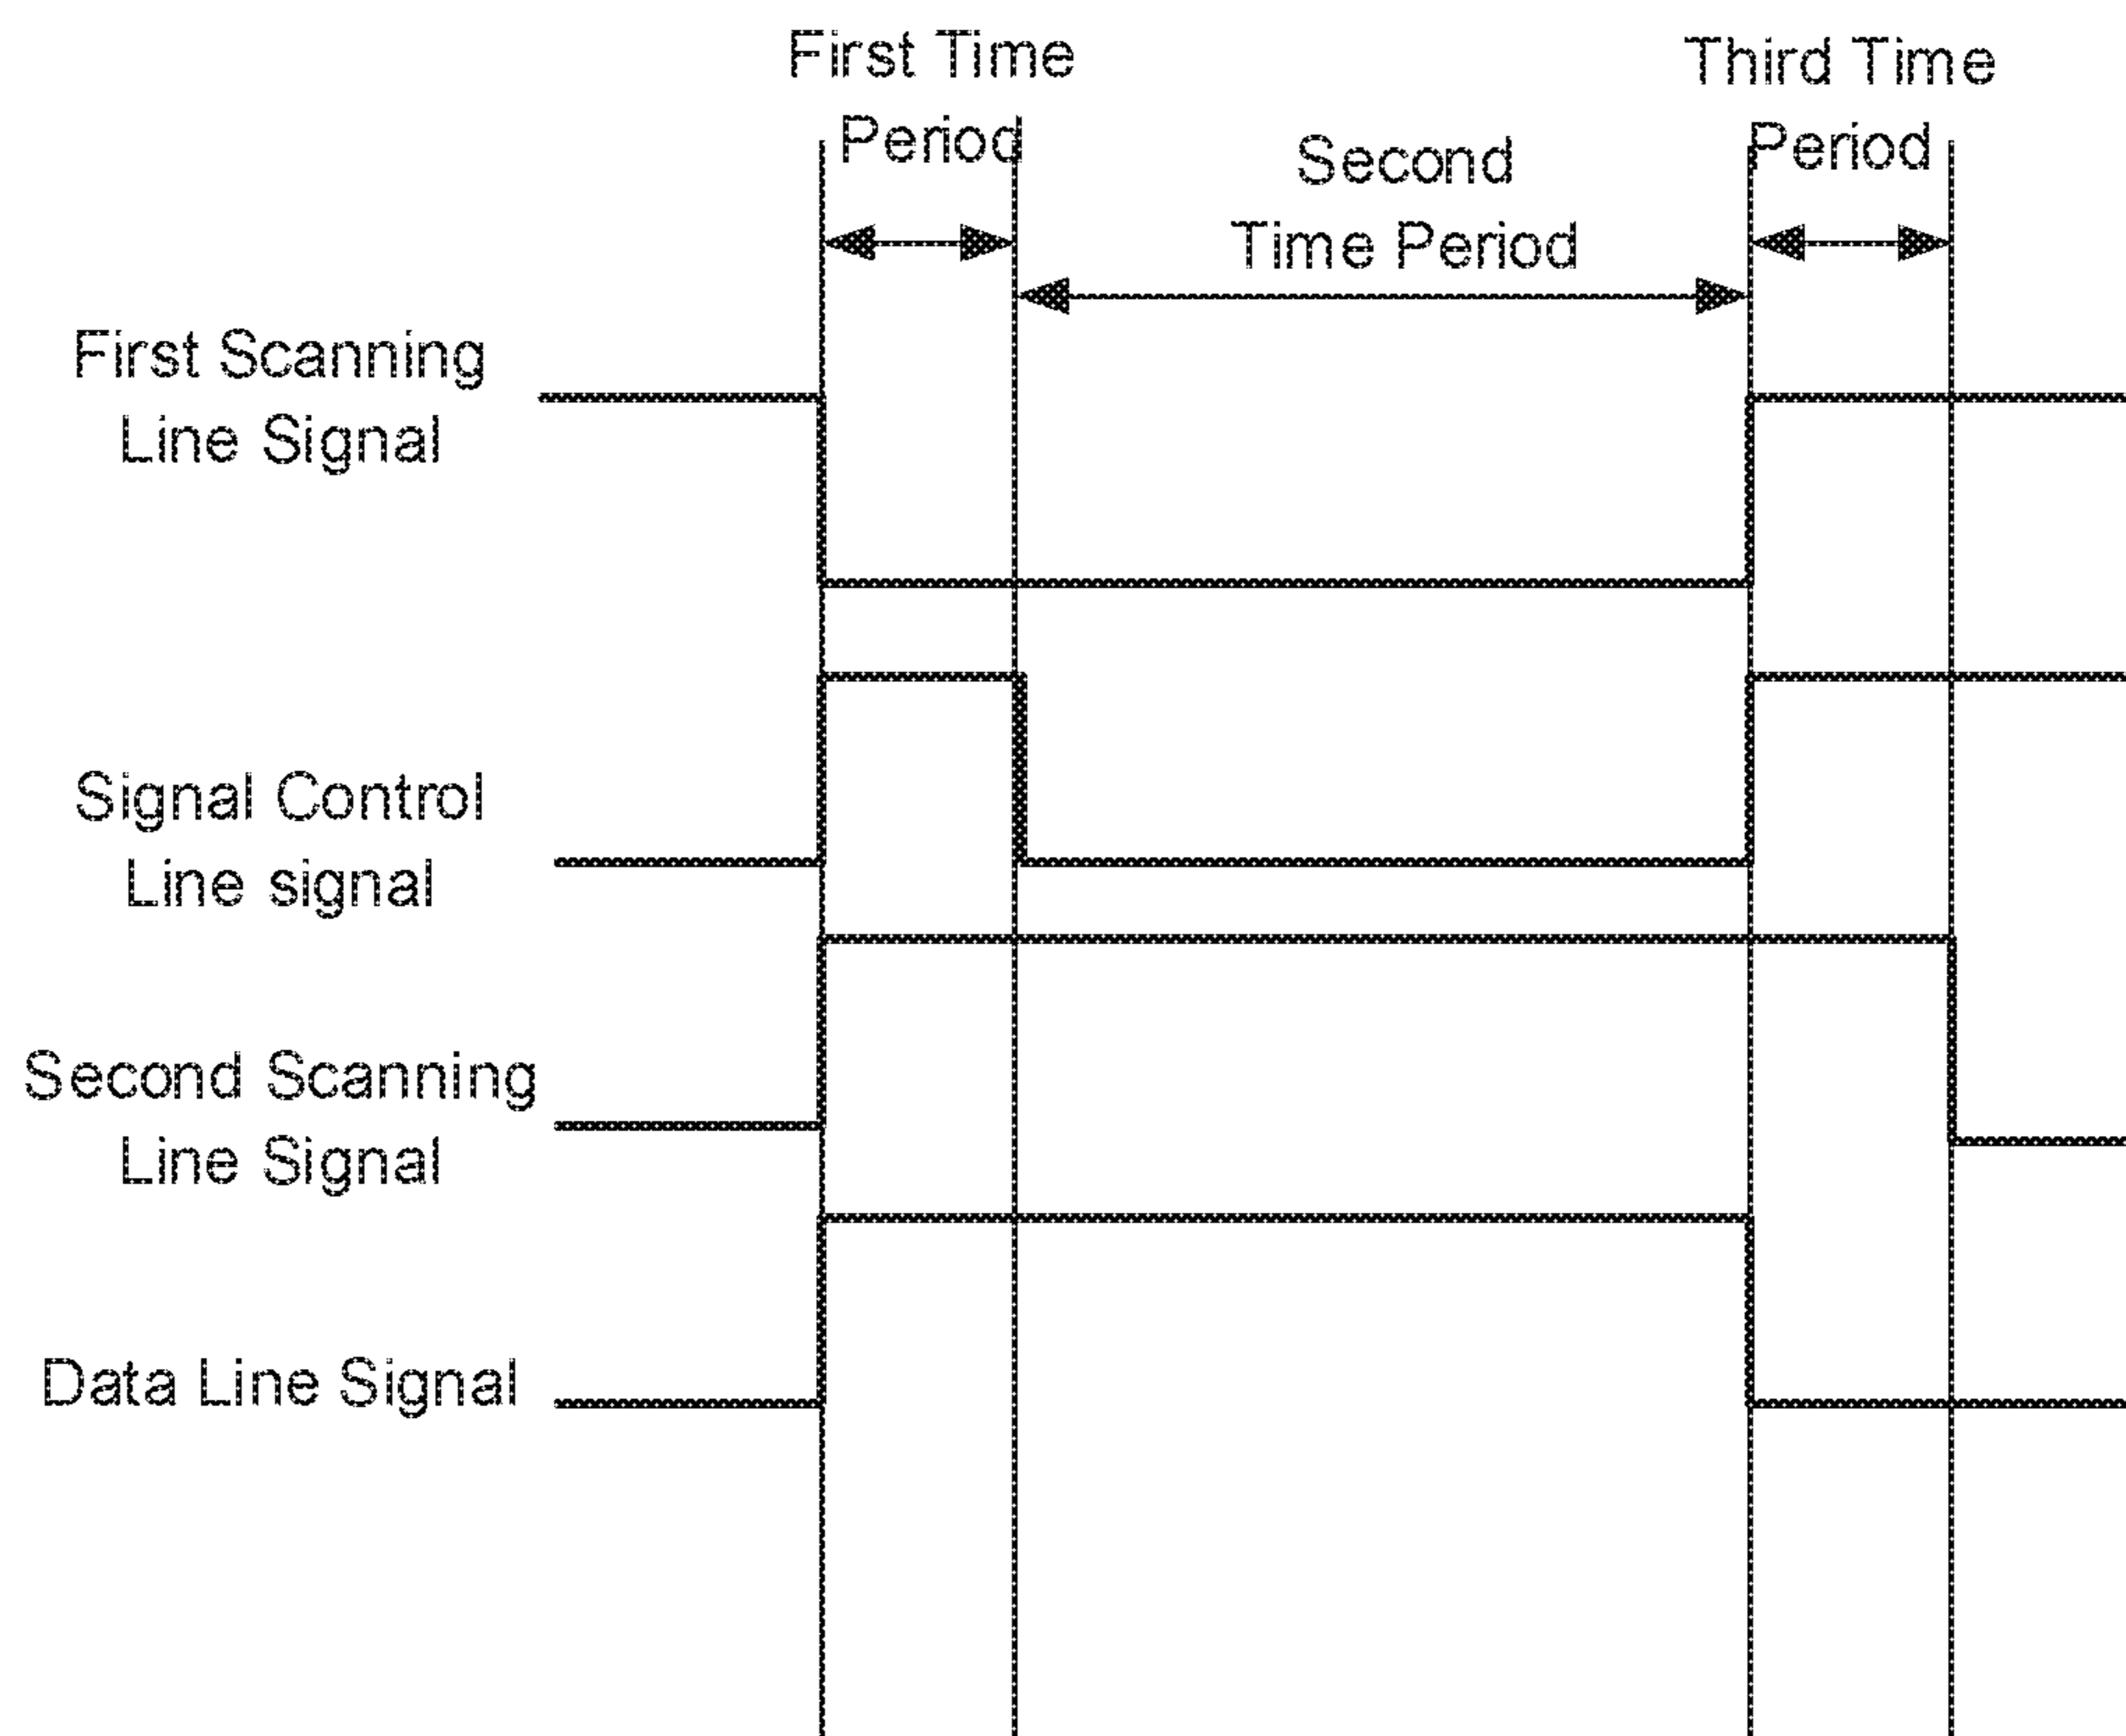 First Time
Period
Third Time
Period
Second
Time Period
First Scanning
Line Signal
Signal Control
Line signal
Second Scanning
Line Signal
Data Line Signal